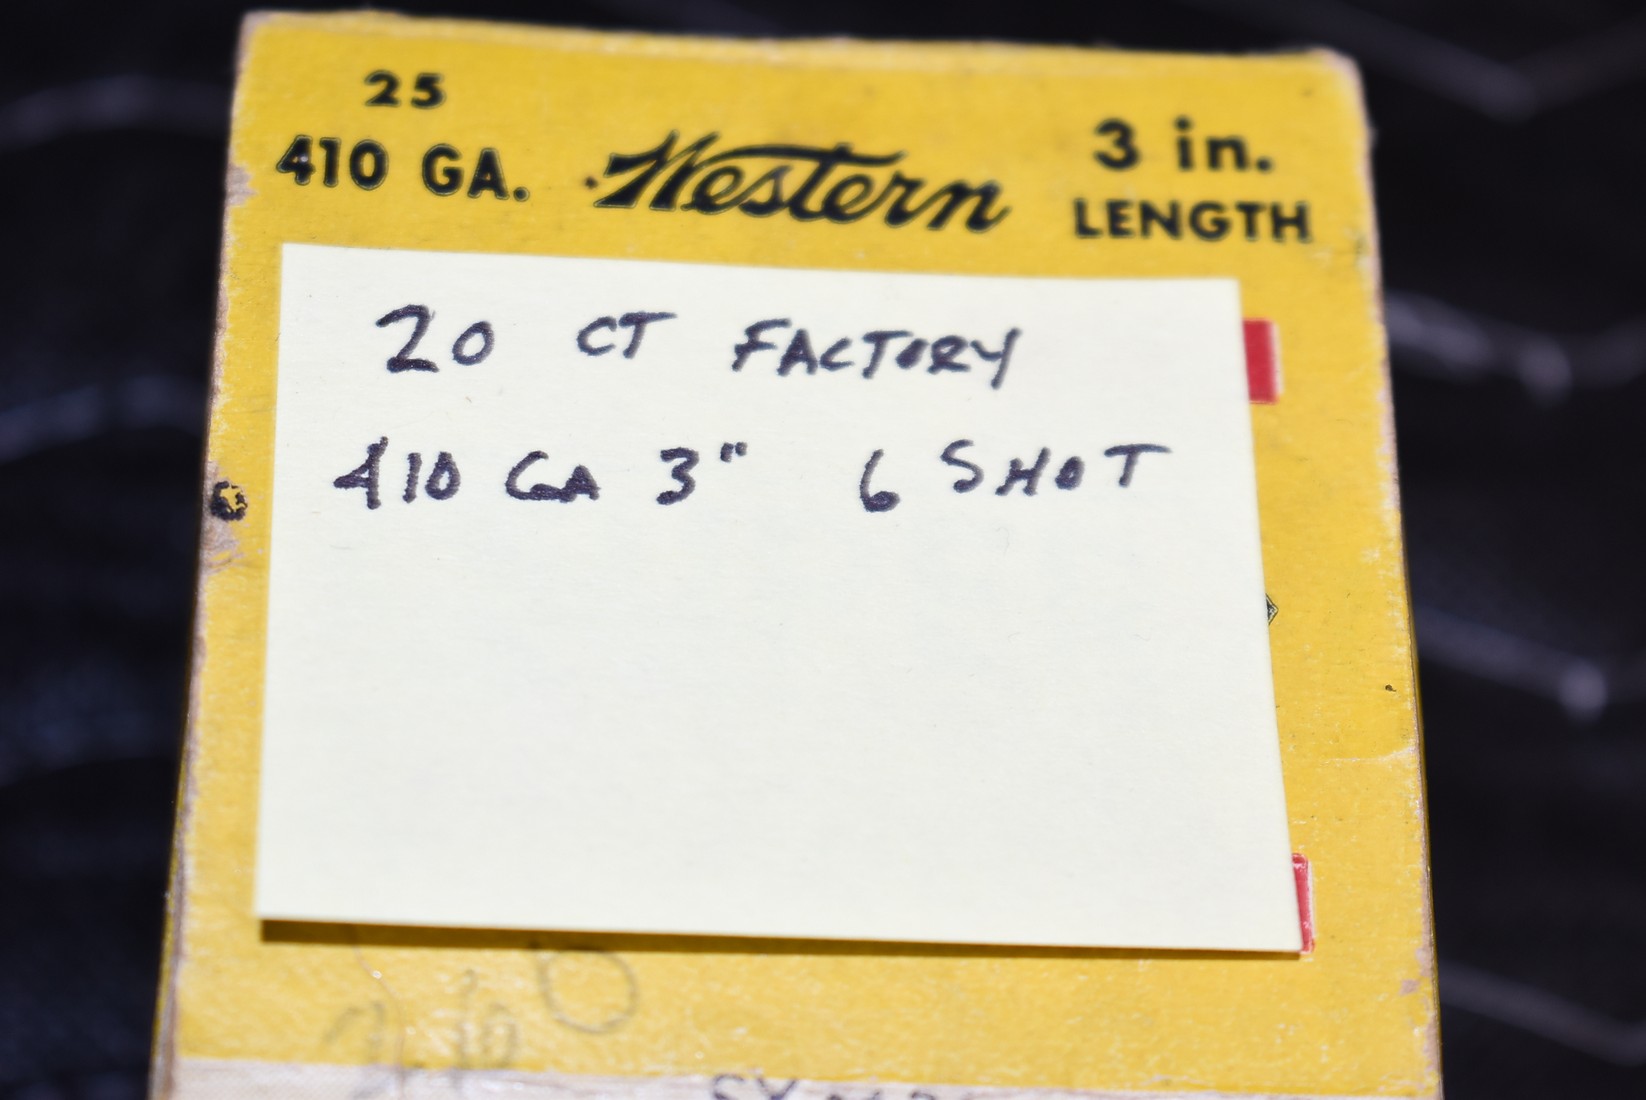 25
410 GA.
Western
3 in.
LENGTH
20 CT FACTORY
410 GA 3" 6 SHOT